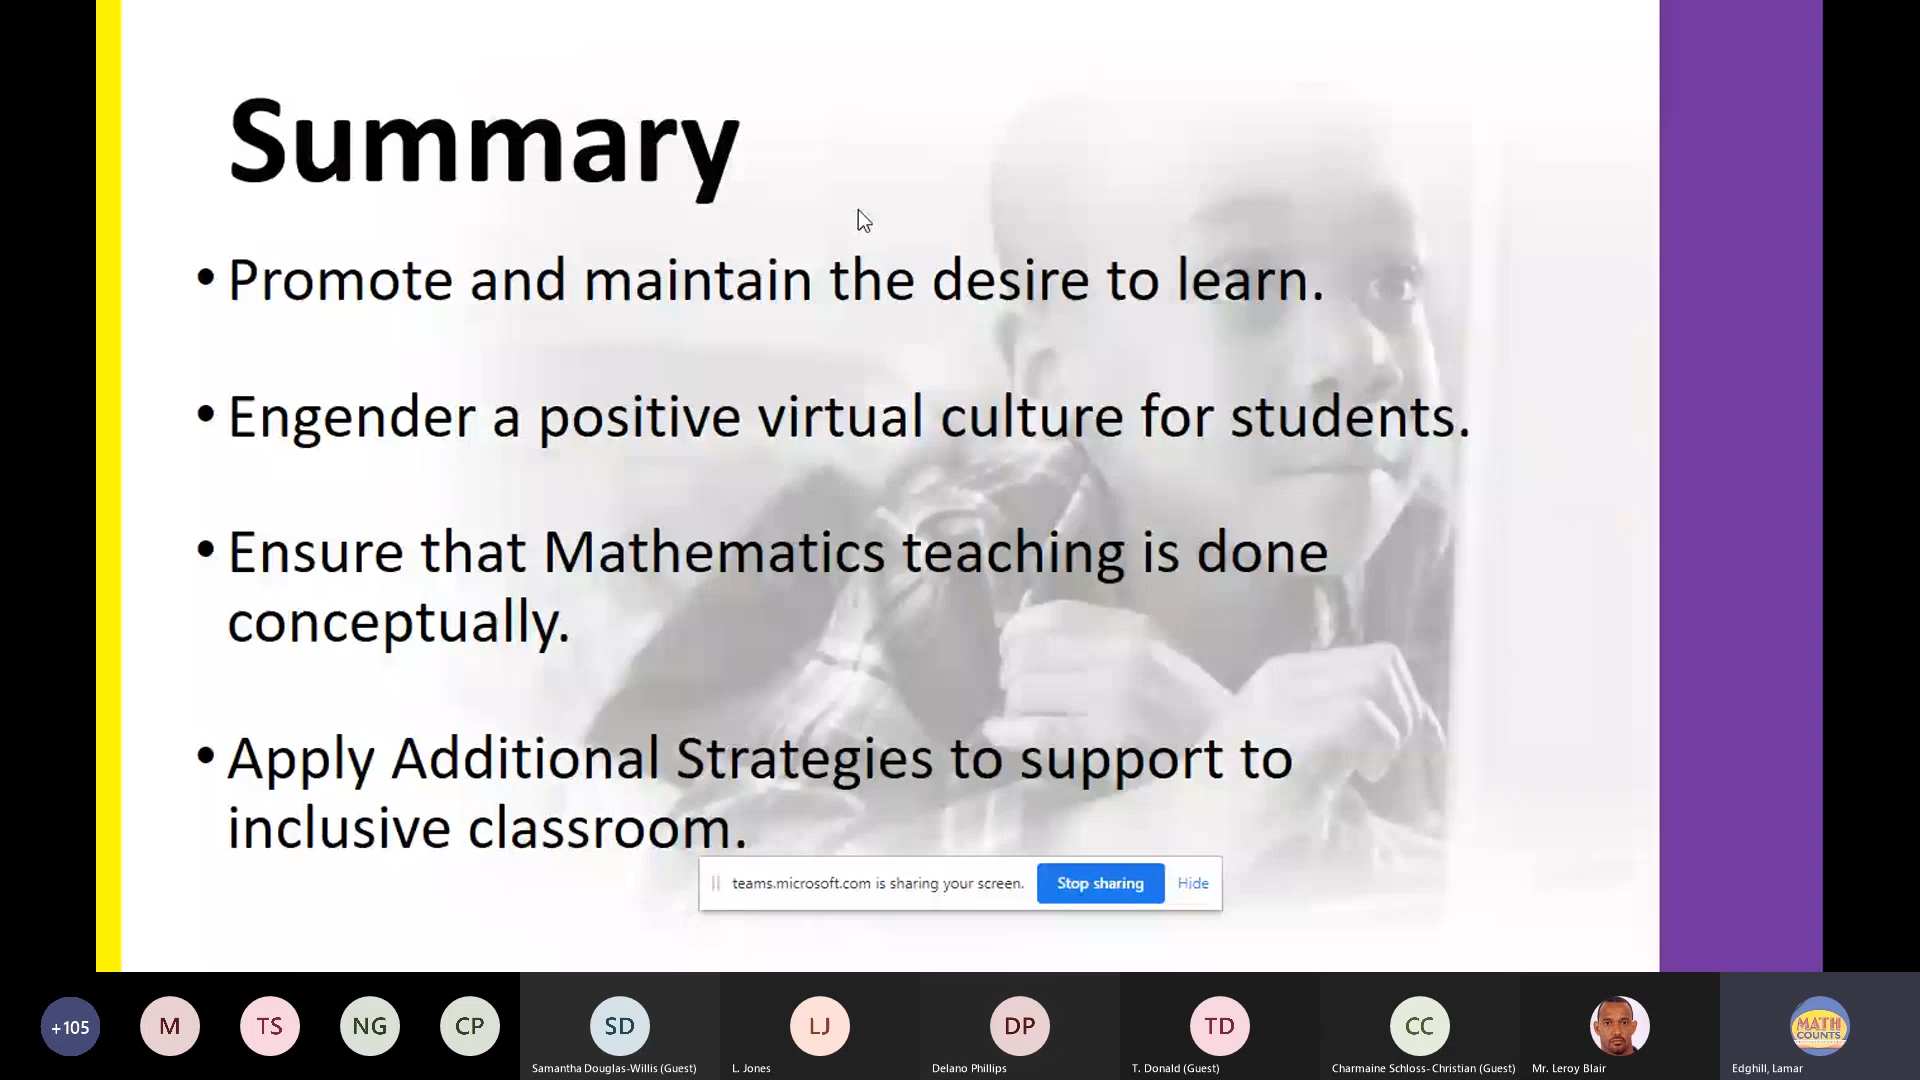 Summary
• Promote and maintain the desire to learn.
• Engender a positive virtual culture for students.
• Ensure that Mathematics teaching is done
conceptually.
• Apply Additional Strategies to support to
inclusive classroom.
teams.microsoft.com is sharing your screen. Stop sharing Hide
+105 M TS NG CP SD LJ DP TD CC MATH COUNTS
Samantha Douglas-Willis (Guest) L. Jones Delano Phillips T. Donald (Guest) Charmaine Schloss- Christian (Guest) Mr. Leroy Blair Edghill, Lamar